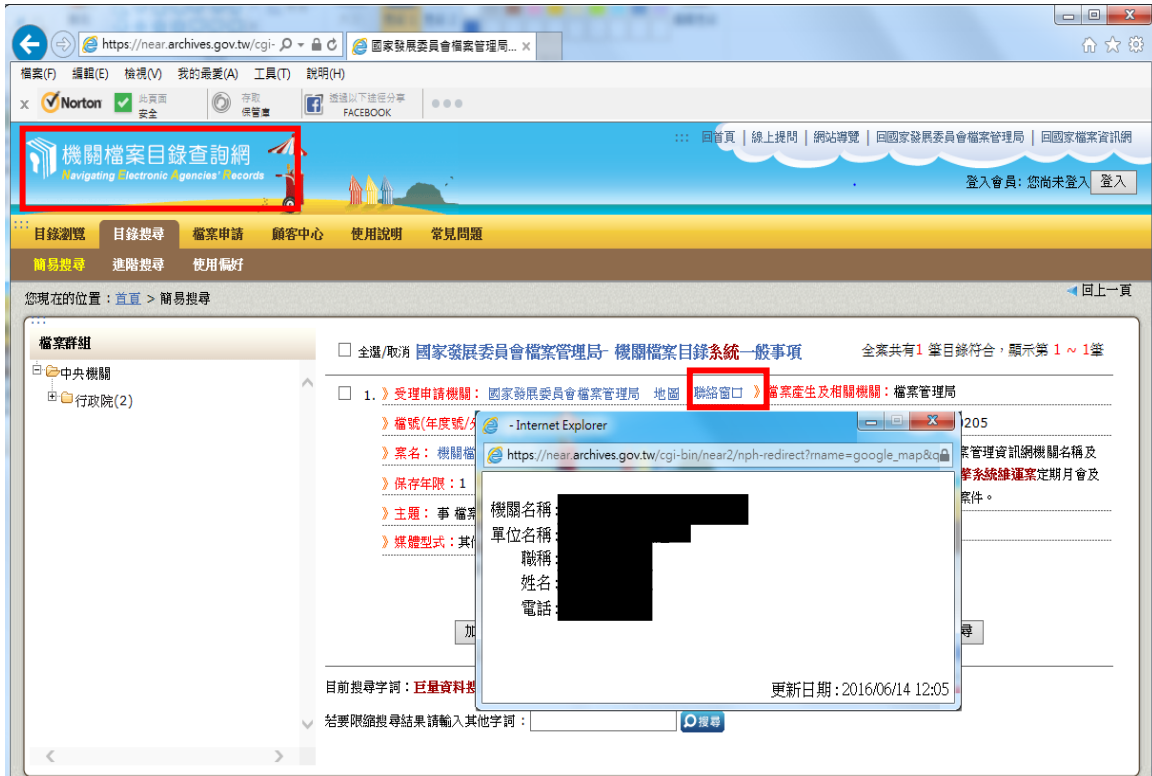 https://near.archives.gov.tw/cgi-
國家發展委員會檔案管理局... ×
檔案(F) 編輯(E) 檢視(V) 我的最愛(A) 工具(T) 說明(H)
x Norton 此頁面 安全 存取 保管庫 透過以下途徑分享 FACEBOOK
::: 回首頁 | 線上提問 | 網站導覽 | 回國家發展委員會檔案管理局 | 回國家檔案資訊網
機關檔案目錄查詢網
Navigating Electronic Agencies' Records
登入會員: 您尚未登入 登入
::: 目錄瀏覽 目錄搜尋 檔案申請 顧客中心 使用說明 常見問題
簡易搜尋 進階搜尋 使用偏好
您現在的位置：首頁 > 簡易搜尋
回上一頁
:::
檔案群組
中央機關
行政院(2)
全選/取消 國家發展委員會檔案管理局- 機關檔案目錄系統一般事項 全案共有1 筆目錄符合，顯示第 1 ~ 1筆
1. 》受理申請機關： 國家發展委員會檔案管理局 地圖 聯絡窗口 》檔案產生及相關機關：檔案管理局
》檔號(年度號/分
0205
》案名： 機關檔
案管理資訊網機關名稱及
擎系統維運案定期月會及
》保存年限：1
案件。
》主題： 事 檔案
》媒體型式：其他
- Internet Explorer
https://near.archives.gov.tw/cgi-bin/near2/nph-redirect?rname=google_map&q
機關名稱:
單位名稱:
職稱:
姓名:
電話:
更新日期:2016/06/14 12:05
加
尋
目前搜尋字詞：巨量資料搜
若要限縮搜尋結果請輸入其他字詞：
搜尋